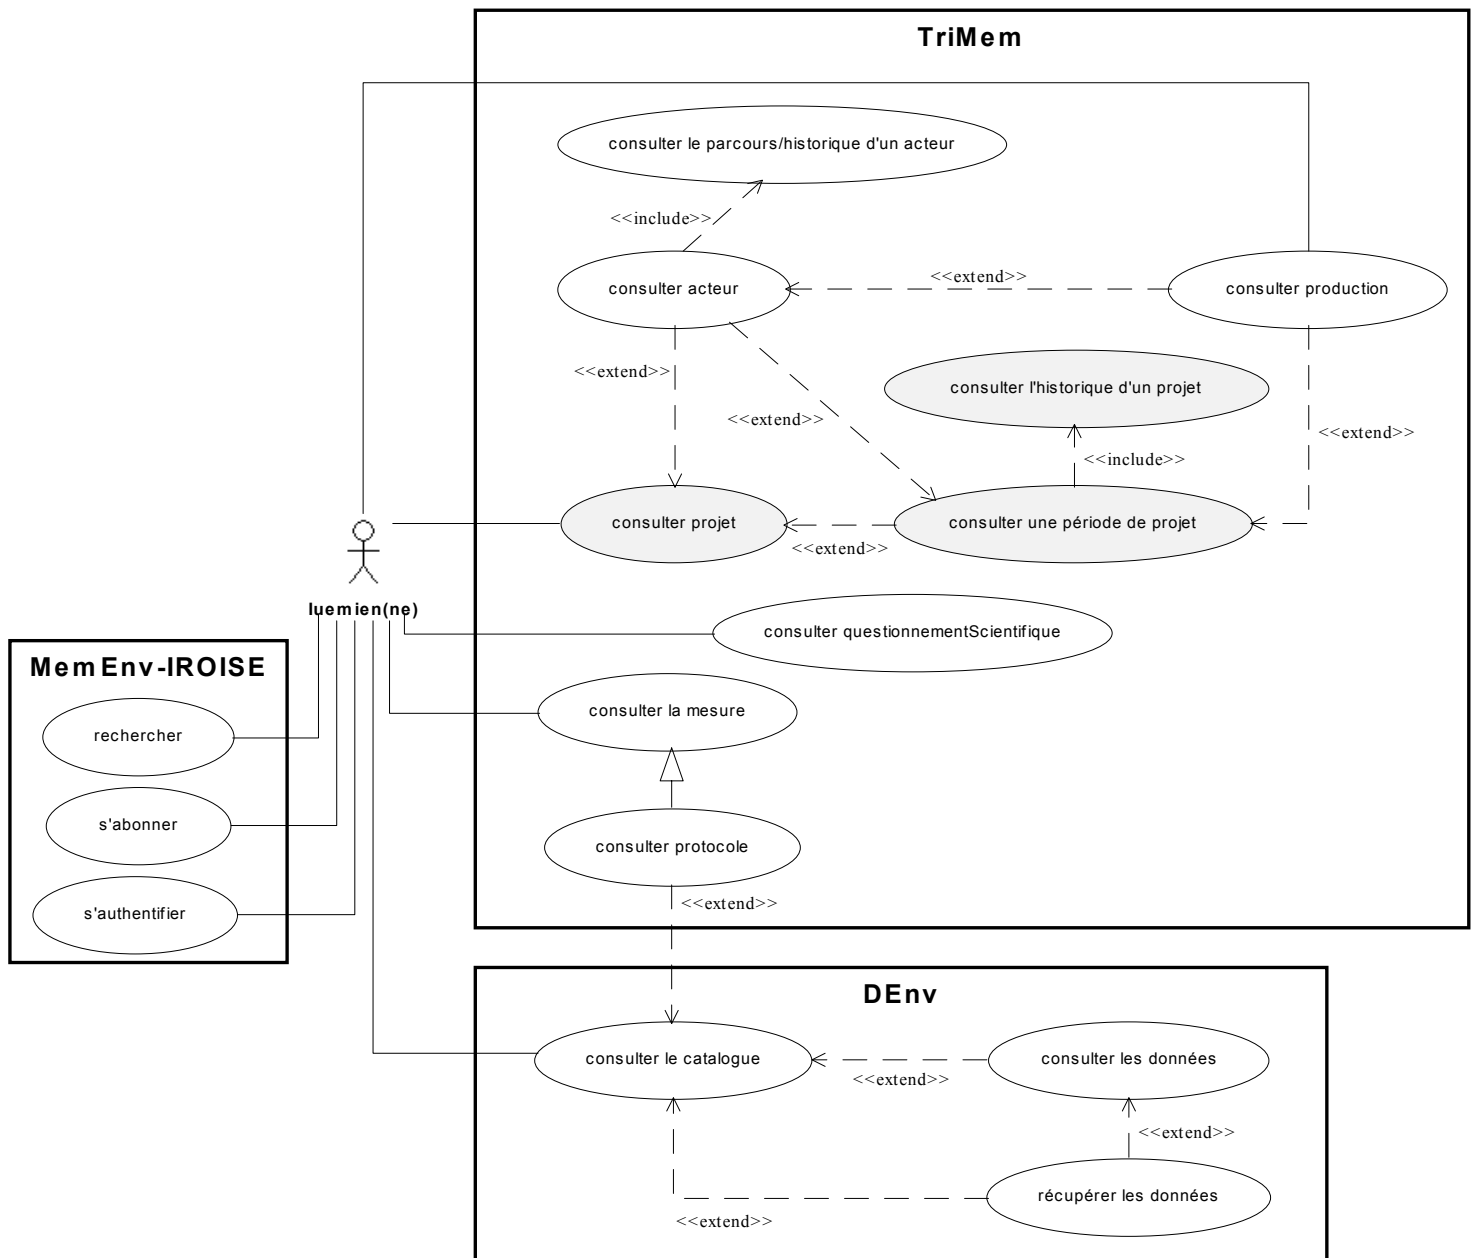 TriMem
consulter le parcours/historique d'un acteur
<<include>>
consulter acteur
<<extend>>
consulter production
<<extend>>
consulter l'historique d'un projet
<<extend>>
<<extend>>
<<include>>
consulter projet
<<extend>>
consulter une période de projet
luemien(ne)
consulter questionnementScientifique
MemEnv-IROISE
rechercher
s'abonner
s'authentifier
consulter la mesure
consulter protocole
<<extend>>
DEnv
consulter le catalogue
<<extend>>
consulter les données
<<extend>>
récupérer les données
<<extend>>